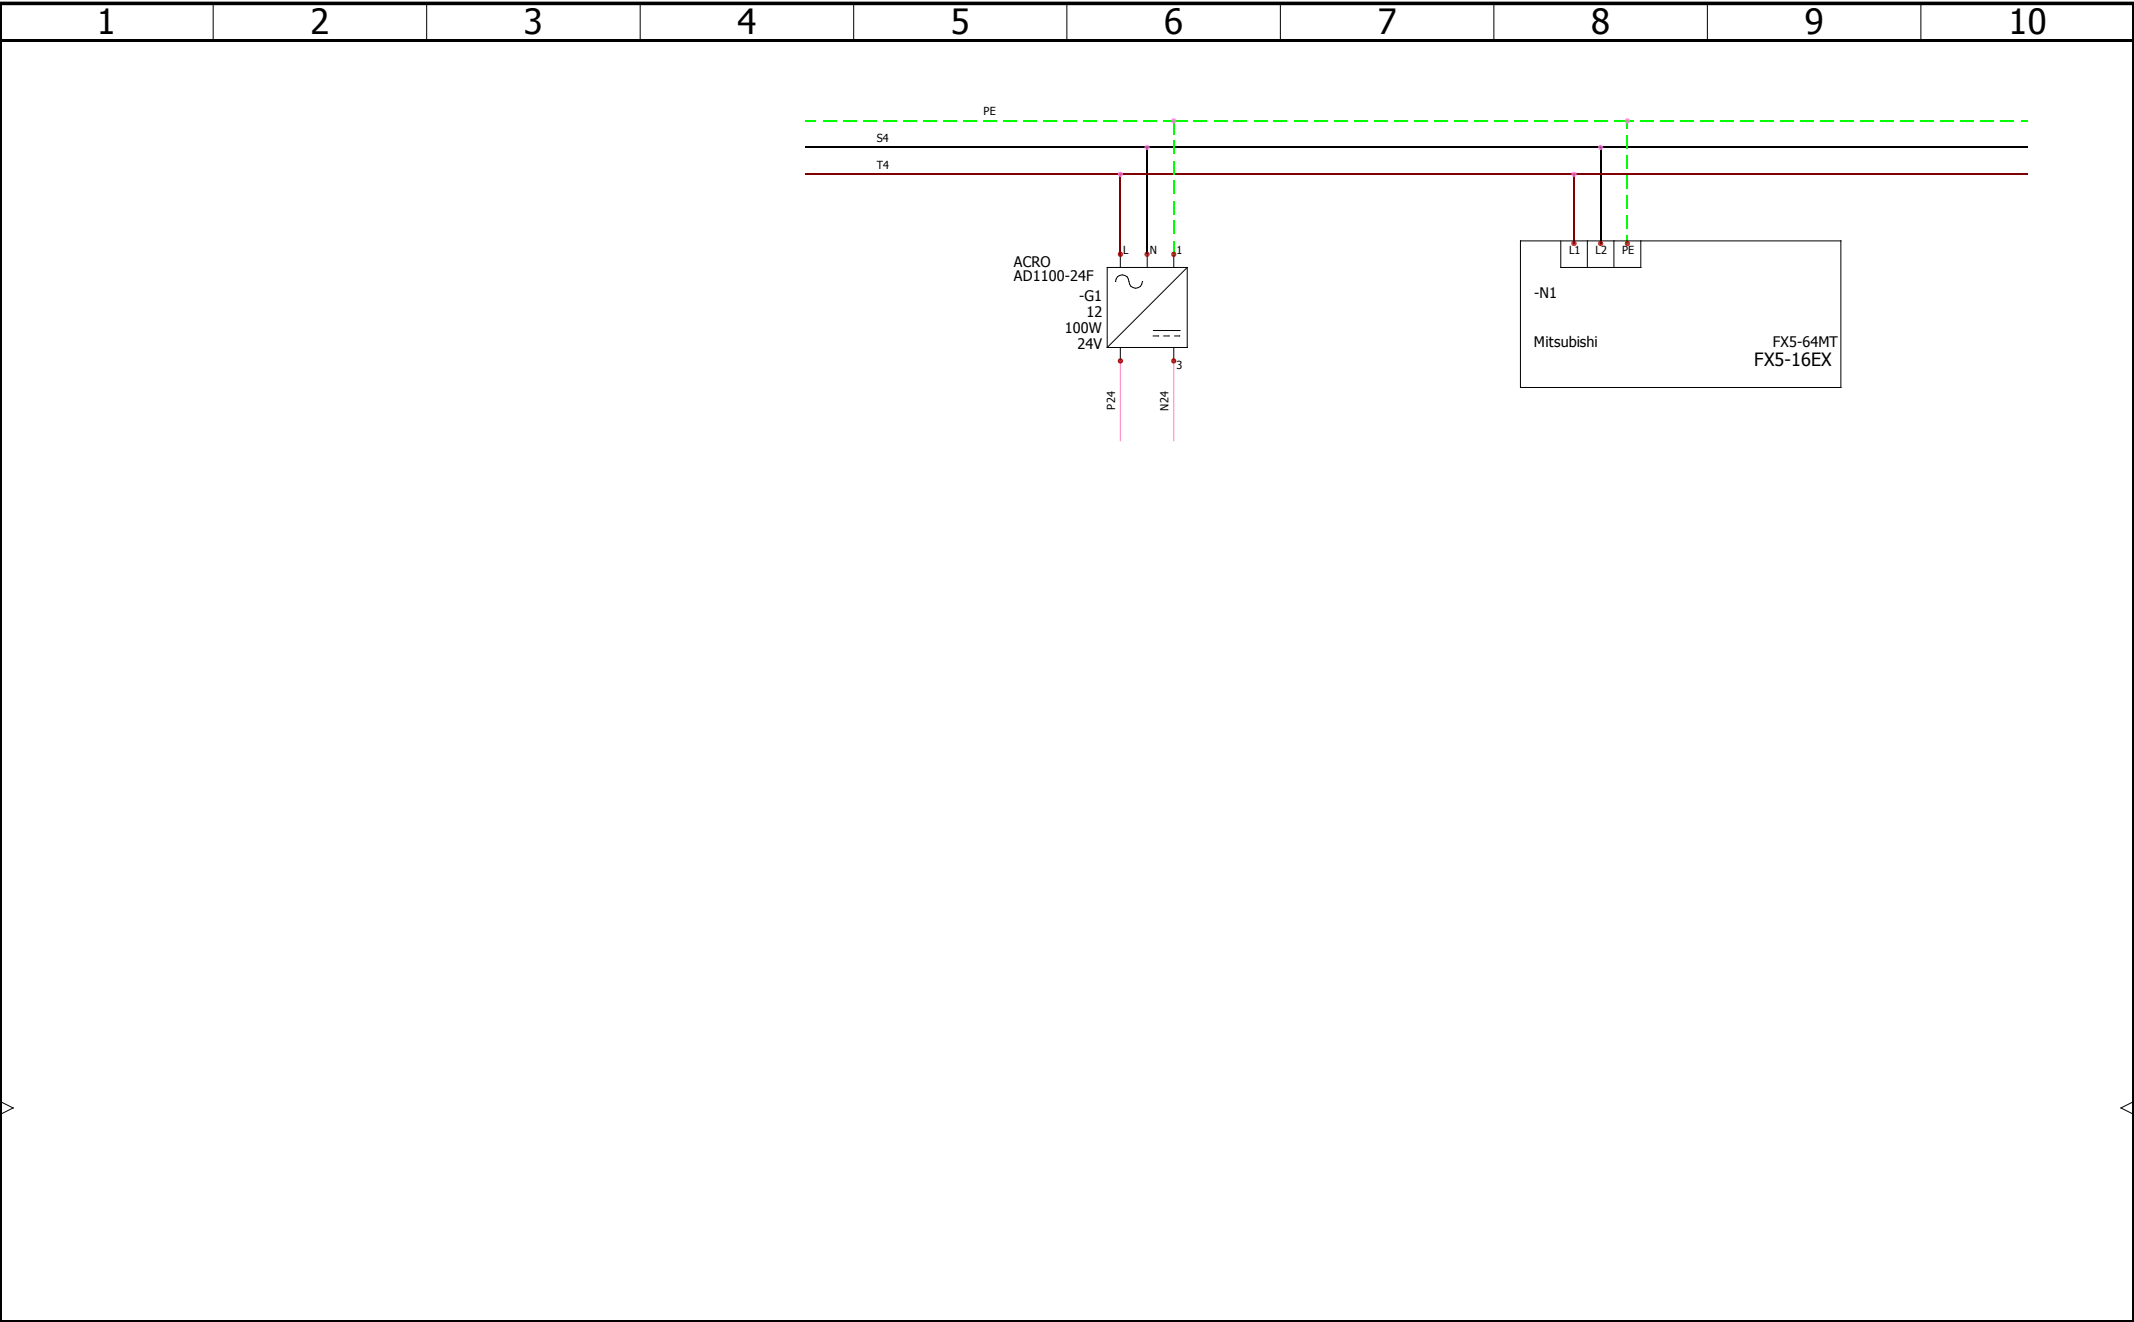 1 2 3 4 5 6 7 8 9 10
PE
S4
T4
L N 1
L1 L2 PE
ACRO
AD1100-24F
-G1
12
100W
24V
3
P24
N24
-N1
Mitsubishi
FX5-64MT
FX5-16EX